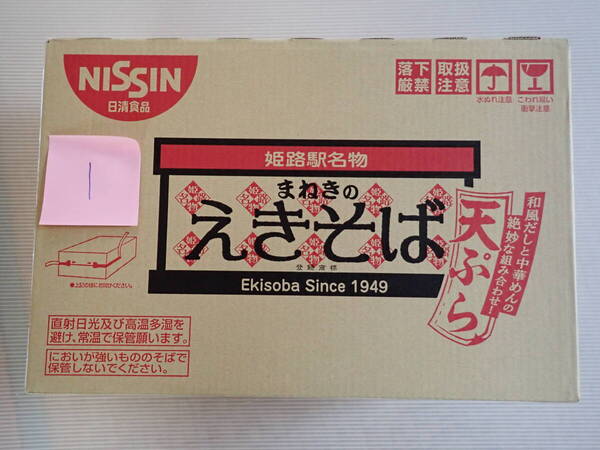 NISSIN
日清食品
落下
厳禁
取扱
注意
水ぬれ注意
こわれ易い
衝撃注意
1
姫路駅名物
まねきの
えきそば
登録商標
Ekisoba Since 1949
和風だしと中華めんの
絶妙な組み合わせ!
天ぷら
直射日光及び高温多湿を
避け、常温で保管願います。
においが強いもののそばで
保管しないでください。